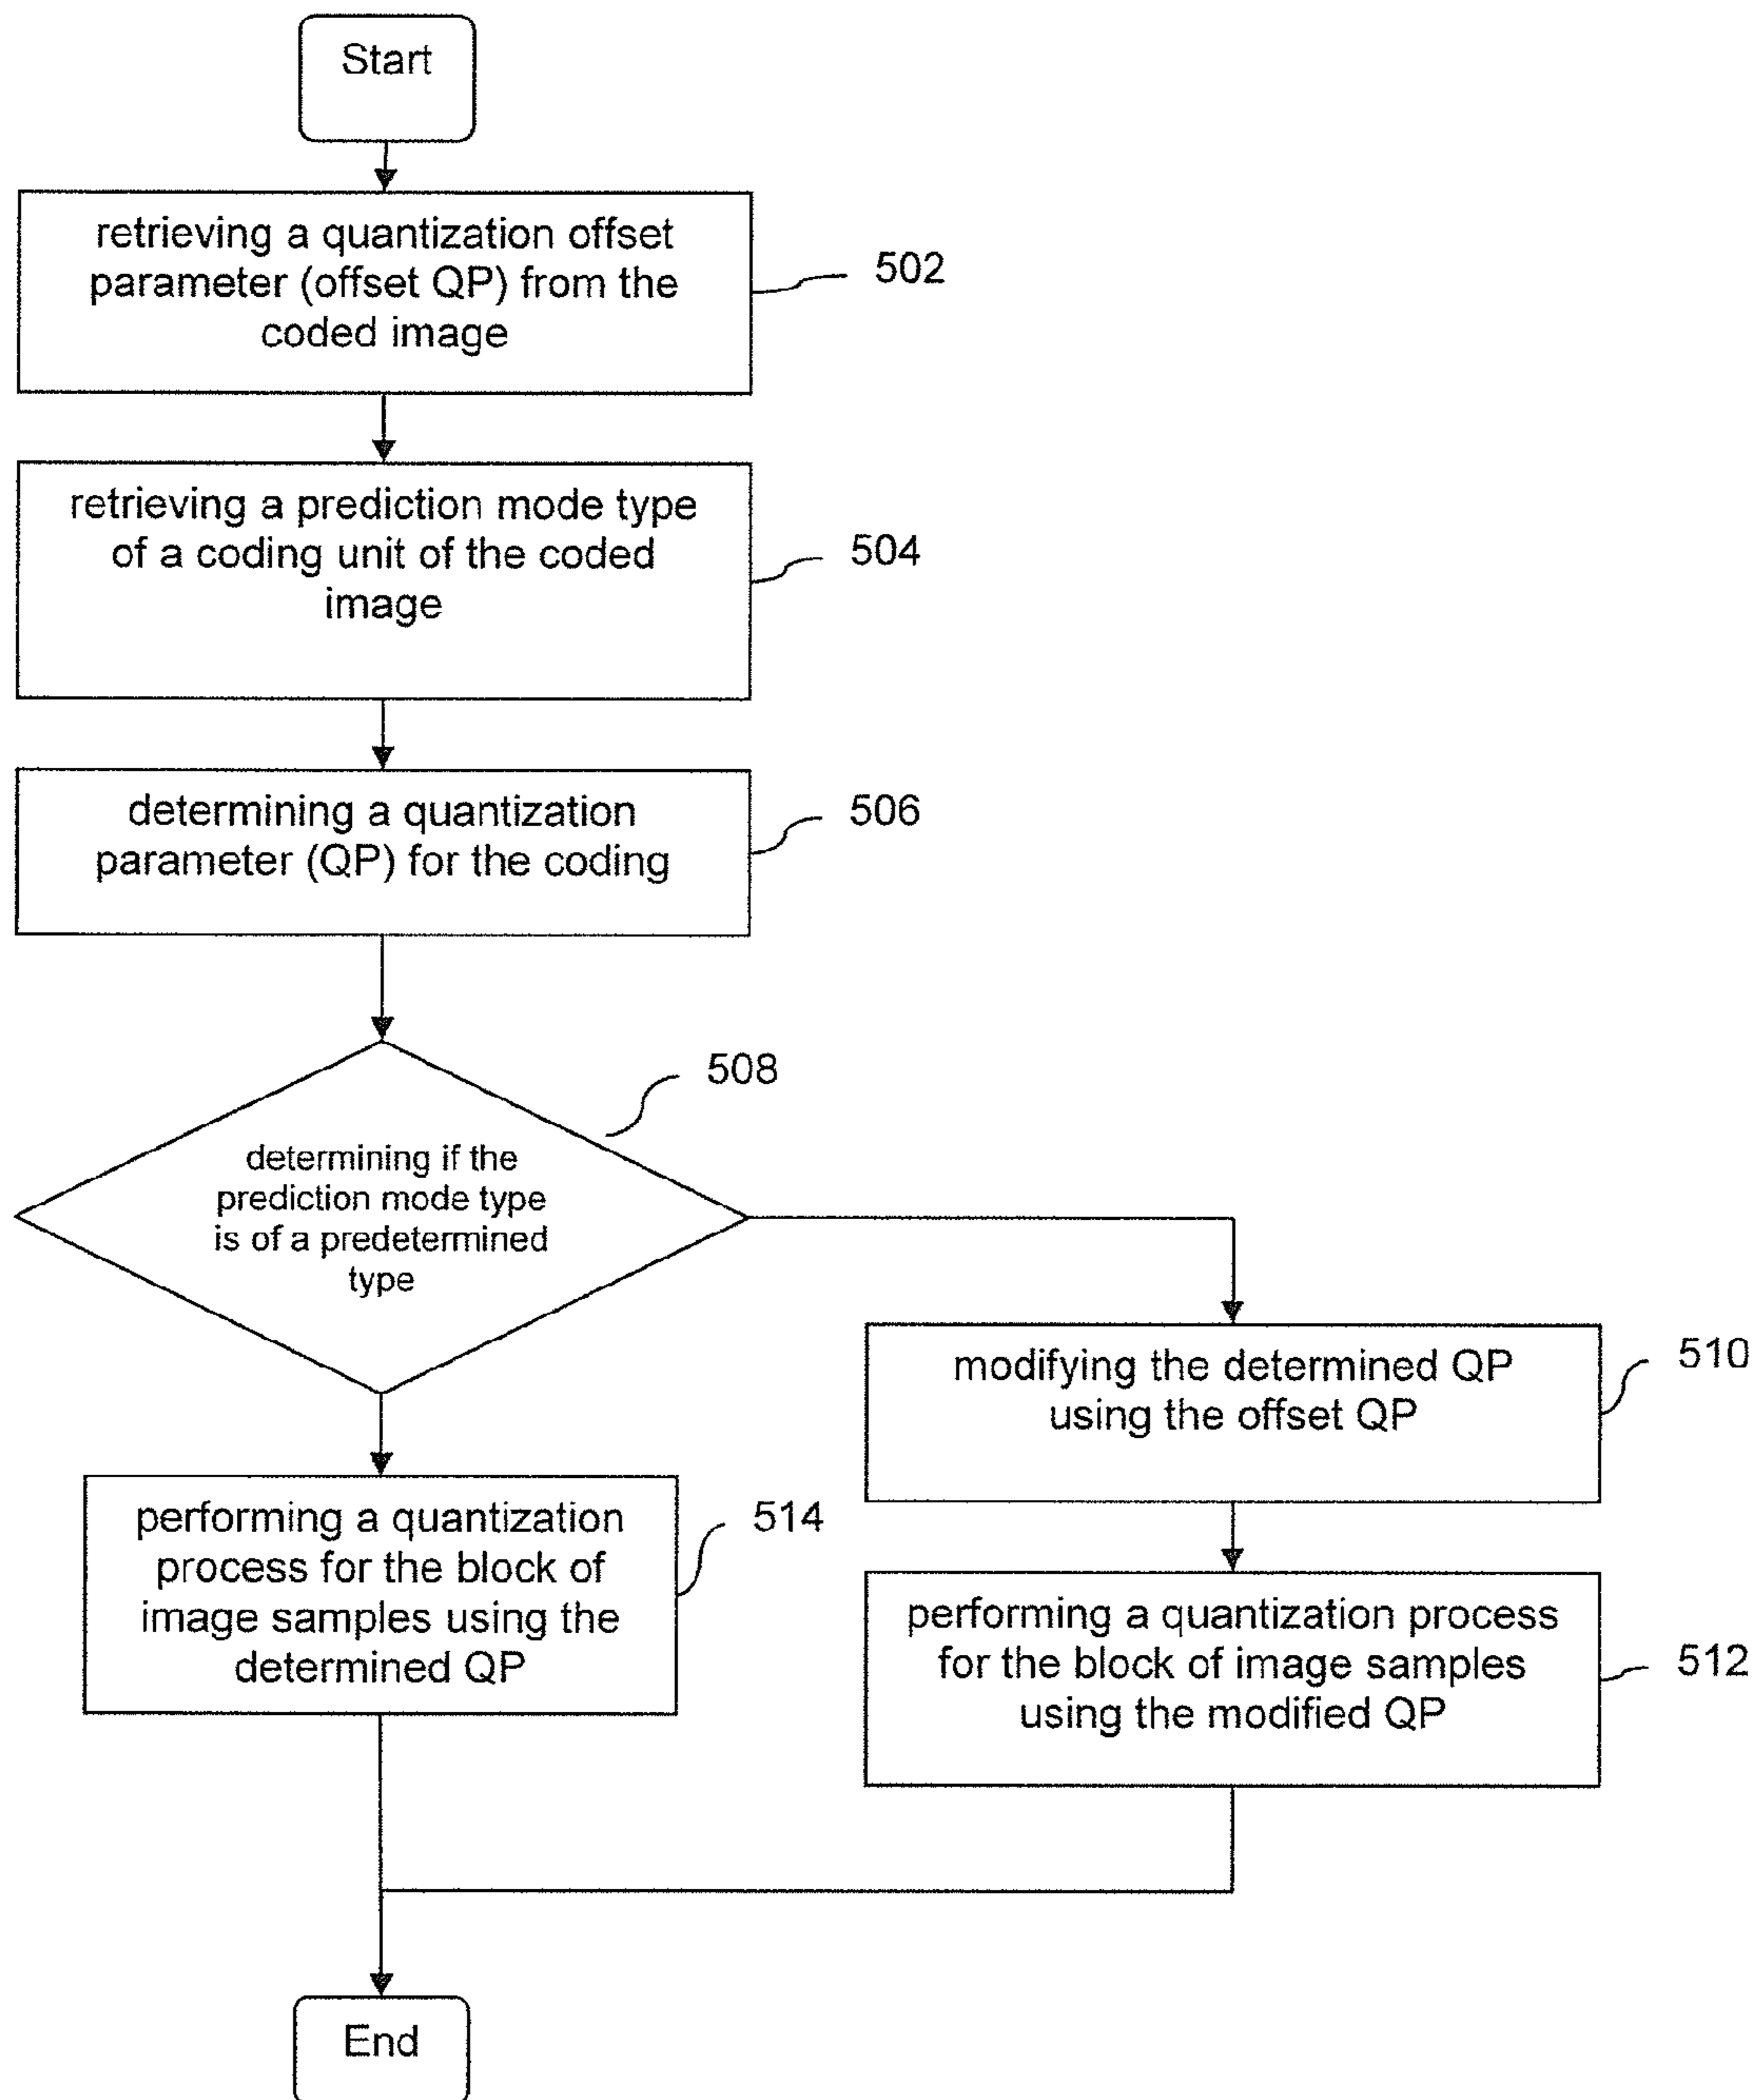 Start
retrieving a quantization offset
parameter (offset QP) from the
coded image
502
retrieving a prediction mode type
of a coding unit of the coded
image
504
determining a quantization
parameter (QP) for the coding
506
508
determining if the
prediction mode type
is of a predetermined
type
modifying the determined QP
using the offset QP
510
performing a quantization
process for the block of
image samples using the
determined QP
514
performing a quantization process
for the block of image samples
using the modified QP
512
End